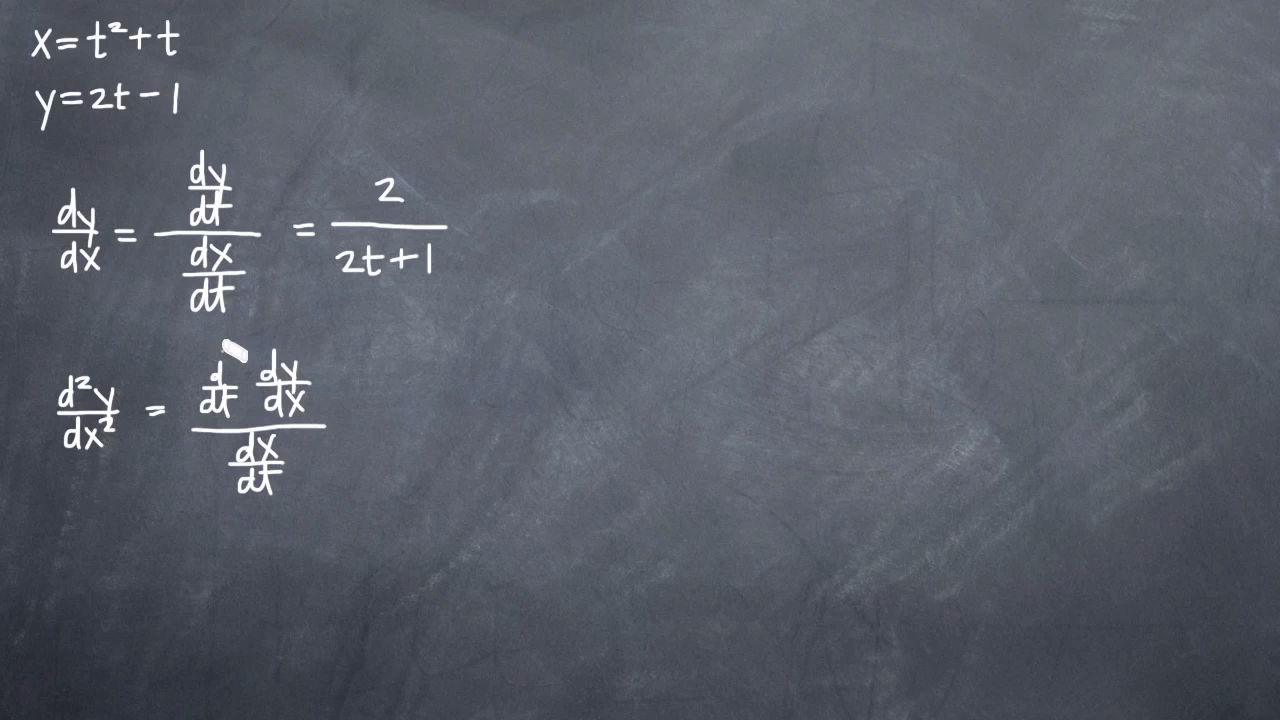 x = t² + t
y = 2t - 1
dy/dx = (dy/dt)/(dx/dt) = 2/(2t + 1)
d²y/dx² = (d/dt dy/dx)/(dx/dt)